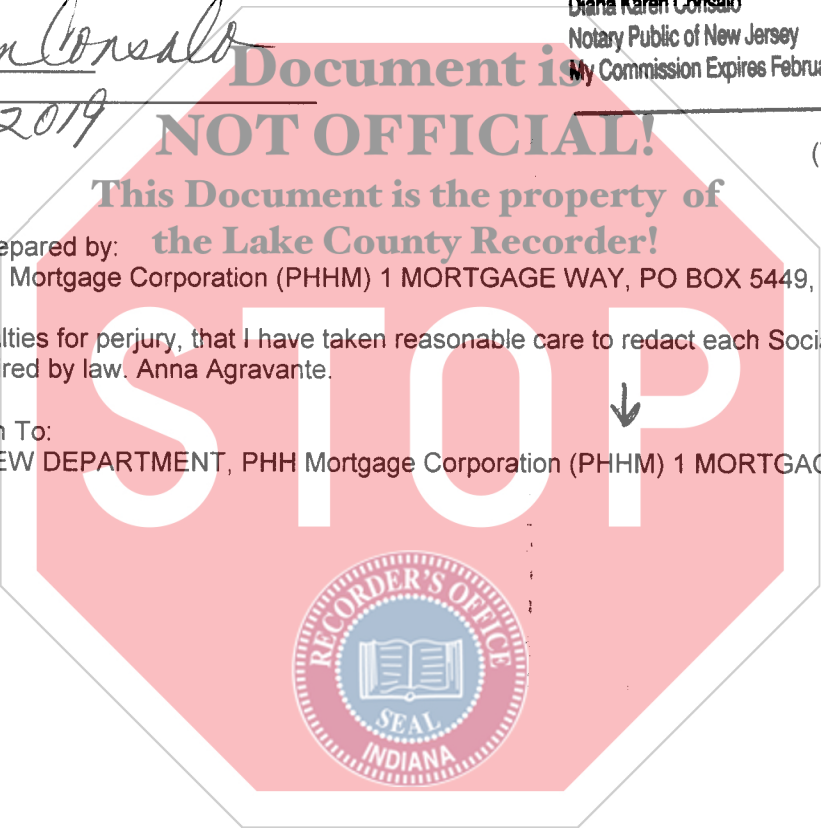 n Consalo
Diana Karen Consalo
Notary Public of New Jersey
My Commission Expires Februa
2019
Document is
NOT OFFICIAL!
This Document is the property of
the Lake County Recorder!
epared by:
Mortgage Corporation (PHHM) 1 MORTGAGE WAY, PO BOX 5449,
lties for perjury, that I have taken reasonable care to redact each Socia
ired by law. Anna Agravante.
n To:
EW DEPARTMENT, PHH Mortgage Corporation (PHHM) 1 MORTGAG
STOP
RECORDER'S OFFICE
SEAL
INDIANA